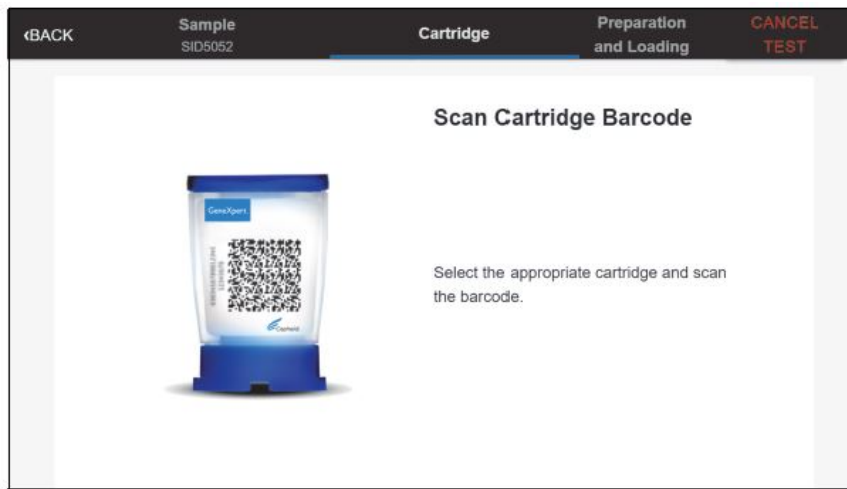 ‹BACK
Sample
SID5052
Cartridge
Preparation
and Loading
CANCEL
TEST
Scan Cartridge Barcode
GeneXpert
Cepheid
Select the appropriate cartridge and scan
the barcode.